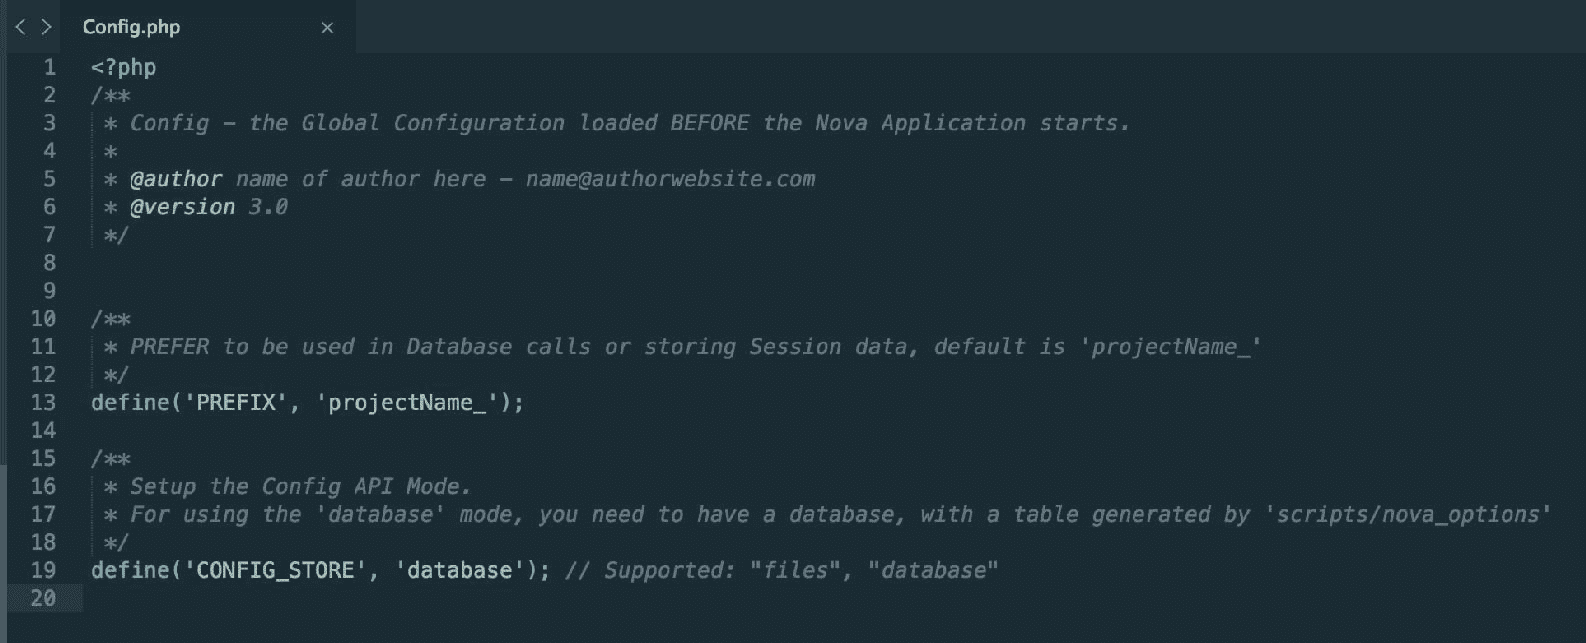 Config.php
1 <?php
2 /**
3  * Config – the Global Configuration loaded BEFORE the Nova Application starts.
4  *
5  * @author name of author here – name@authorwebsite.com
6  * @version 3.0
7  */
8
9
10 /**
11  * PREFER to be used in Database calls or storing Session data, default is 'projectName_'
12  */
13 define('PREFIX', 'projectName_');
14
15 /**
16  * Setup the Config API Mode.
17  * For using the 'database' mode, you need to have a database, with a table generated by 'scripts/nova_options'
18  */
19 define('CONFIG_STORE', 'database'); // Supported: "files", "database"
20